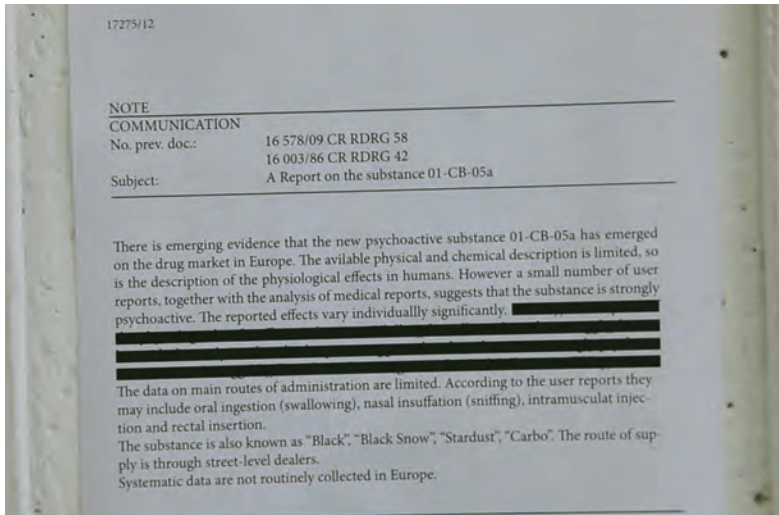 17275/12
NOTE
COMMUNICATION
No. prev. doc.: 16 578/09 CR RDRG 58
16 003/86 CR RDRG 42
Subject: A Report on the substance 01-CB-05a
There is emerging evidence that the new psychoactive substance 01-CB-05a has emerged
on the drug market in Europe. The avilable physical and chemical description is limited, so
is the description of the physiological effects in humans. However a small number of user
reports, together with the analysis of medical reports, suggests that the substance is strongly
psychoactive. The reported effects vary individuallly significantly.
The data on main routes of administration are limited. According to the user reports they
may include oral ingestion (swallowing), nasal insuffation (sniffing), intramusculat injec-
tion and rectal insertion.
The substance is also known as “Black”, “Black Snow”, “Stardust”, “Carbo”. The route of sup-
ply is through street-level dealers.
Systematic data are not routinely collected in Europe.